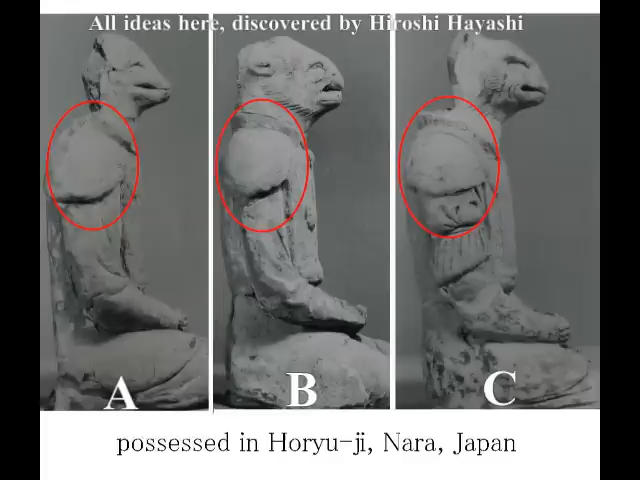 All ideas here, discovered by Hiroshi Hayashi
A B C
possessed in Horyu-ji, Nara, Japan